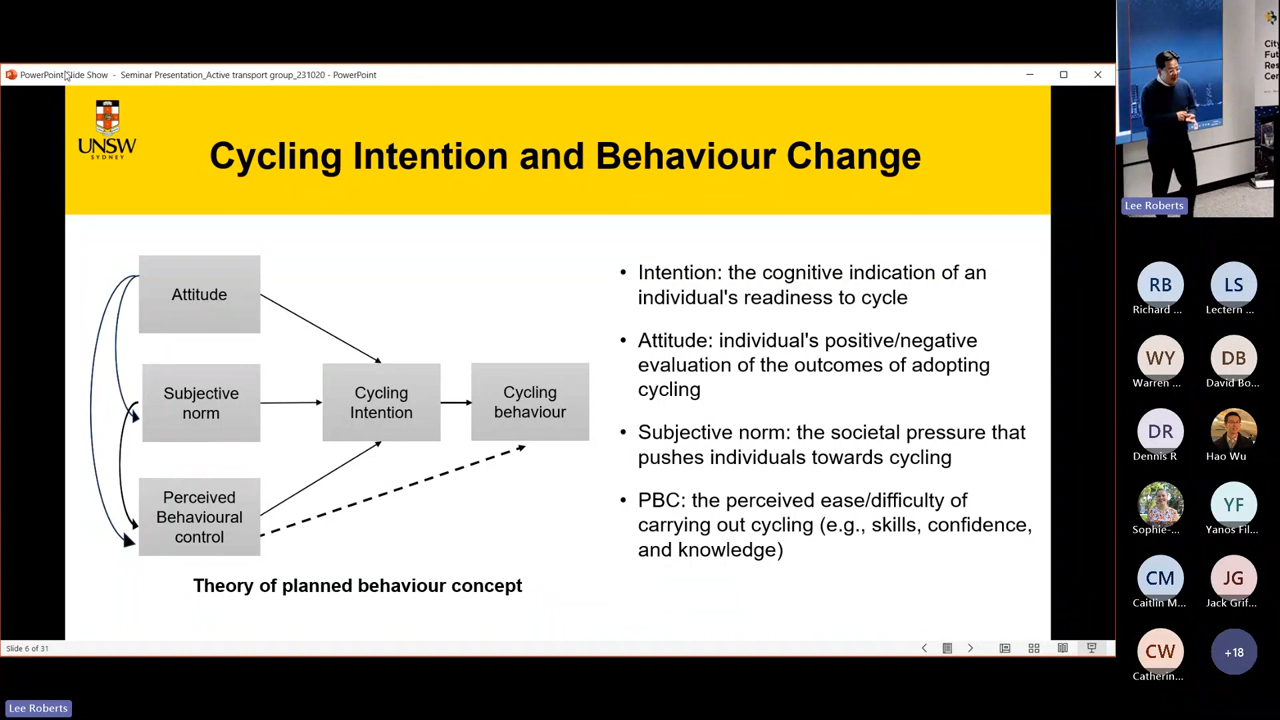 PowerPoint Slide Show - Seminar Presentation_Active transport group_231020 - PowerPoint
UNSW
SYDNEY
Cycling Intention and Behaviour Change
Attitude
Subjective
norm
Perceived
Behavioural
control
Cycling
Intention
Cycling
behaviour
Theory of planned behaviour concept
• Intention: the cognitive indication of an
individual's readiness to cycle
• Attitude: individual's positive/negative
evaluation of the outcomes of adopting
cycling
• Subjective norm: the societal pressure that
pushes individuals towards cycling
• PBC: the perceived ease/difficulty of
carrying out cycling (e.g., skills, confidence,
and knowledge)
Slide 6 of 31
Lee Roberts
City
Fut
Res
Cen
Lee Roberts
RB
Richard ...
LS
Lectern ...
WY
Warren ...
DB
David Bo...
DR
Dennis R
Hao Wu
Sophie-...
YF
Yanos Fil...
CM
Caitlin M...
JG
Jack Grif...
CW
Catherin...
+18